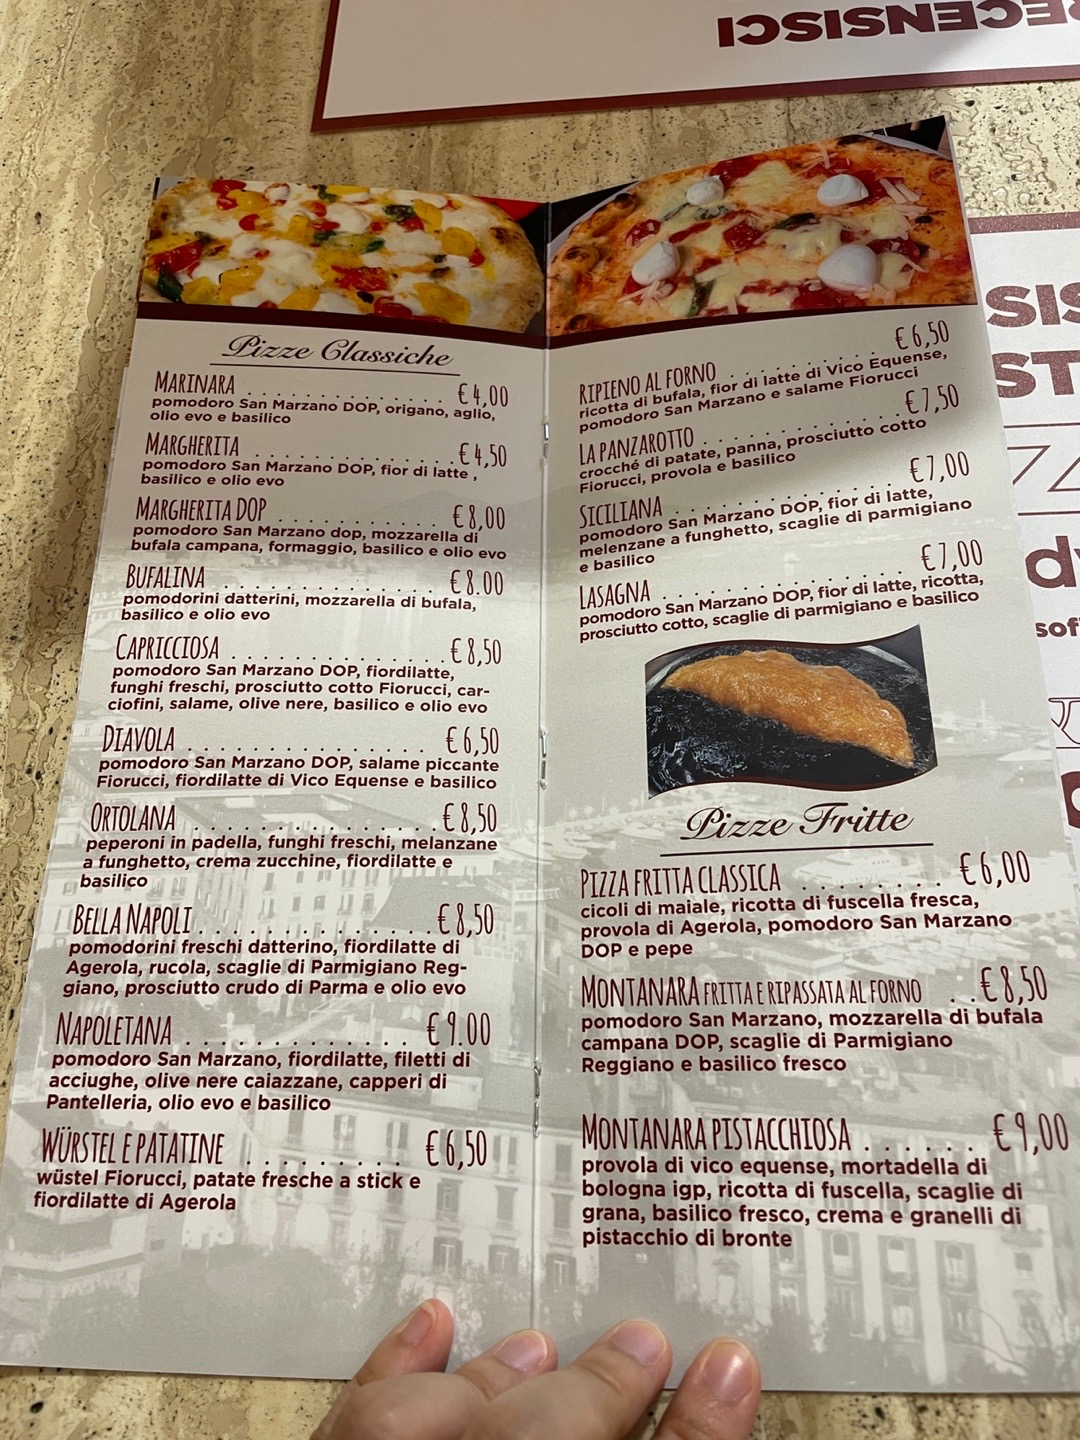 RECENSISCI
Pizze Classiche
MARINARA . . . . . . . . . . . . . . . . . . . . . €4,00
pomodoro San Marzano DOP, origano, aglio,
olio evo e basilico
MARGHERITA . . . . . . . . . . . . . . . . . €4,50
pomodoro San Marzano DOP, fior di latte ,
basilico e olio evo
MARGHERITA DOP . . . . . . . . . . . . . €8,00
pomodoro San Marzano dop, mozzarella di
bufala campana, formaggio, basilico e olio evo
BUFALINA . . . . . . . . . . . . . . . . . . €8.00
pomodorini datterini, mozzarella di bufala,
basilico e olio evo
CAPRICCIOSA . . . . . . . . . . . . . . . . €8,50
pomodoro San Marzano DOP, fiordilatte,
funghi freschi, prosciutto cotto Fiorucci, car-
ciofini, salame, olive nere, basilico e olio evo
DIAVOLA . . . . . . . . . . . . . . . . €6,50
pomodoro San Marzano DOP, salame piccante
Fiorucci, fiordilatte di Vico Equense e basilico
ORTOLANA . . . . . . . . . . . . . . . . €8,50
peperoni in padella, funghi freschi, melanzane
a funghetto, crema zucchine, fiordilatte e
basilico
BELLA NAPOLI . . . . . . . . . . . . . . €8,50
pomodorini freschi datterino, fiordilatte di
Agerola, rucola, scaglie di Parmigiano Reg-
giano, prosciutto crudo di Parma e olio evo
NAPOLETANA . . . . . . . . . . . . . €9.00
pomodoro San Marzano, fiordilatte, filetti di
acciughe, olive nere caiazzane, capperi di
Pantelleria, olio evo e basilico
WÜRSTEL E PATATINE . . . . . . . . . €6,50
wüstel Fiorucci, patate fresche a stick e
fiordilatte di Agerola
RIPIENO AL FORNO . . . . . . . . . . . €6,50
ricotta di bufala, fior di latte di Vico Equense,
pomodoro San Marzano e salame Fiorucci
LA PANZAROTTO . . . . . . . . . . . . . €7,50
crocché di patate, panna, prosciutto cotto
Fiorucci, provola e basilico
SICILIANA . . . . . . . . . . . . . . . . €7,00
pomodoro San Marzano DOP, fior di latte,
melenzane a funghetto, scaglie di parmigiano
e basilico
LASAGNA . . . . . . . . . . . . . . . . . €7,00
pomodoro San Marzano DOP, fior di latte, ricotta,
prosciutto cotto, scaglie di parmigiano e basilico
Pizze Fritte
PIZZA FRITTA CLASSICA . . . . . . . . €6,00
cicoli di maiale, ricotta di fuscella fresca,
provola di Agerola, pomodoro San Marzano
DOP e pepe
MONTANARA FRITTA E RIPASSATA AL FORNO . . €8,50
pomodoro San Marzano, mozzarella di bufala
campana DOP, scaglie di Parmigiano
Reggiano e basilico fresco
MONTANARA PISTACCHIOSA . . . . . . €9,00
provola di vico equense, mortadella di
bologna igp, ricotta di fuscella, scaglie di
grana, basilico fresco, crema e granelli di
pistacchio di bronte